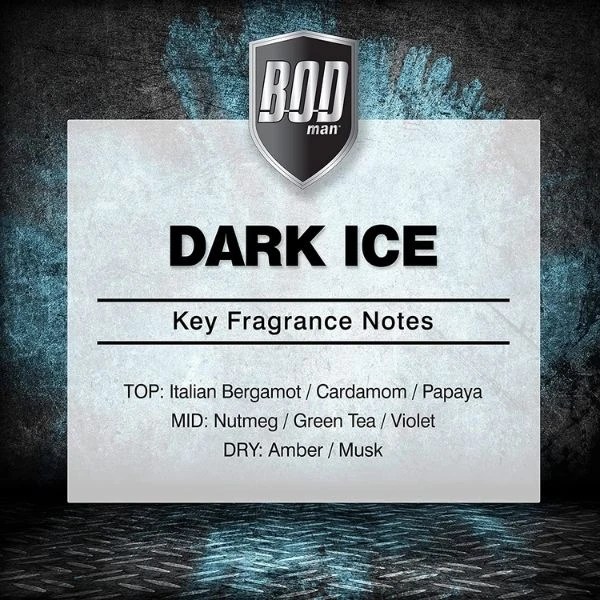 BOD
man
DARK ICE
Key Fragrance Notes
TOP: Italian Bergamot / Cardamom / Papaya
MID: Nutmeg / Green Tea / Violet
DRY: Amber / Musk